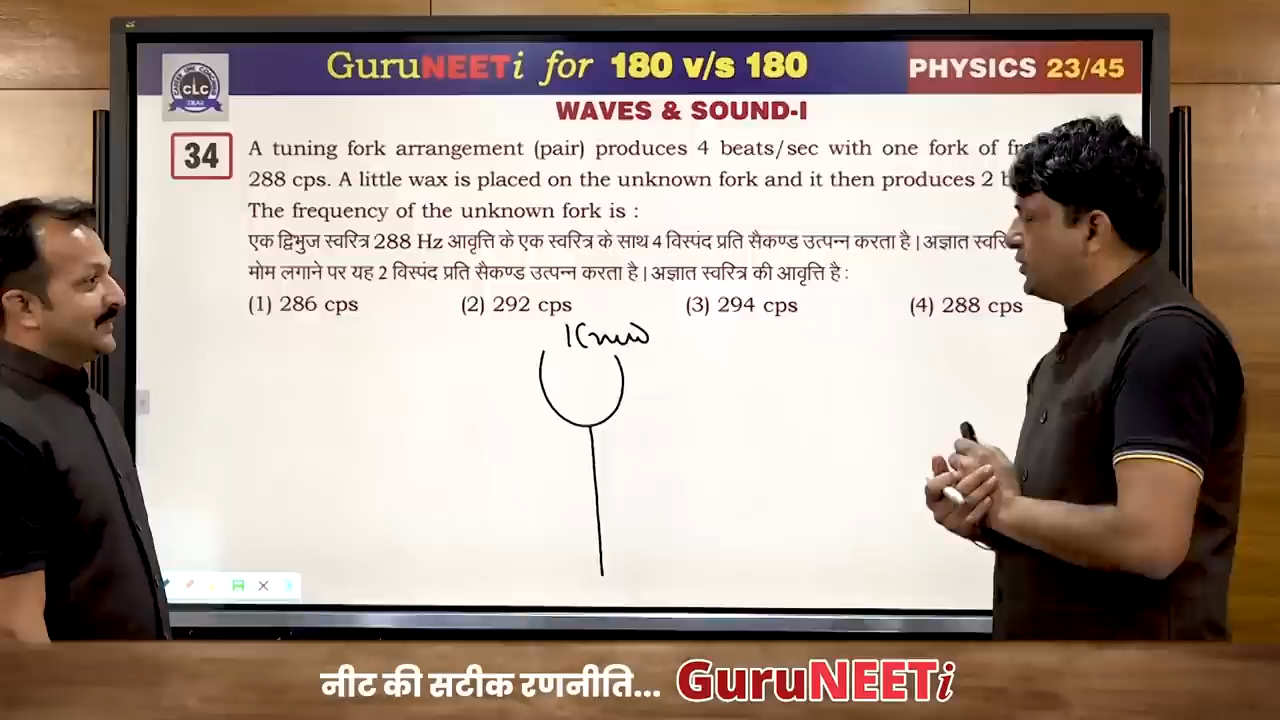 GuruNEETi for 180 v/s 180
PHYSICS 23/45
CLC
WAVES & SOUND-I
34
A tuning fork arrangement (pair) produces 4 beats/sec with one fork of
288 cps. A little wax is placed on the unknown fork and it then produces 2
The frequency of the unknown fork is :
एक द्विभुज स्वरित्र 288 Hz आवृत्ति के एक स्वरित्र के साथ 4 विस्पंद प्रति सैकण्ड उत्पन्न करता है | अज्ञात
मोम लगाने पर यह 2 विस्पंद प्रति सैकण्ड उत्पन्न करता है | अज्ञात स्वरित्र की आवृत्ति है :
(1) 286 cps (2) 292 cps (3) 294 cps (4) 288 cps
नीट की सटीक रणनीति... GuruNEETi